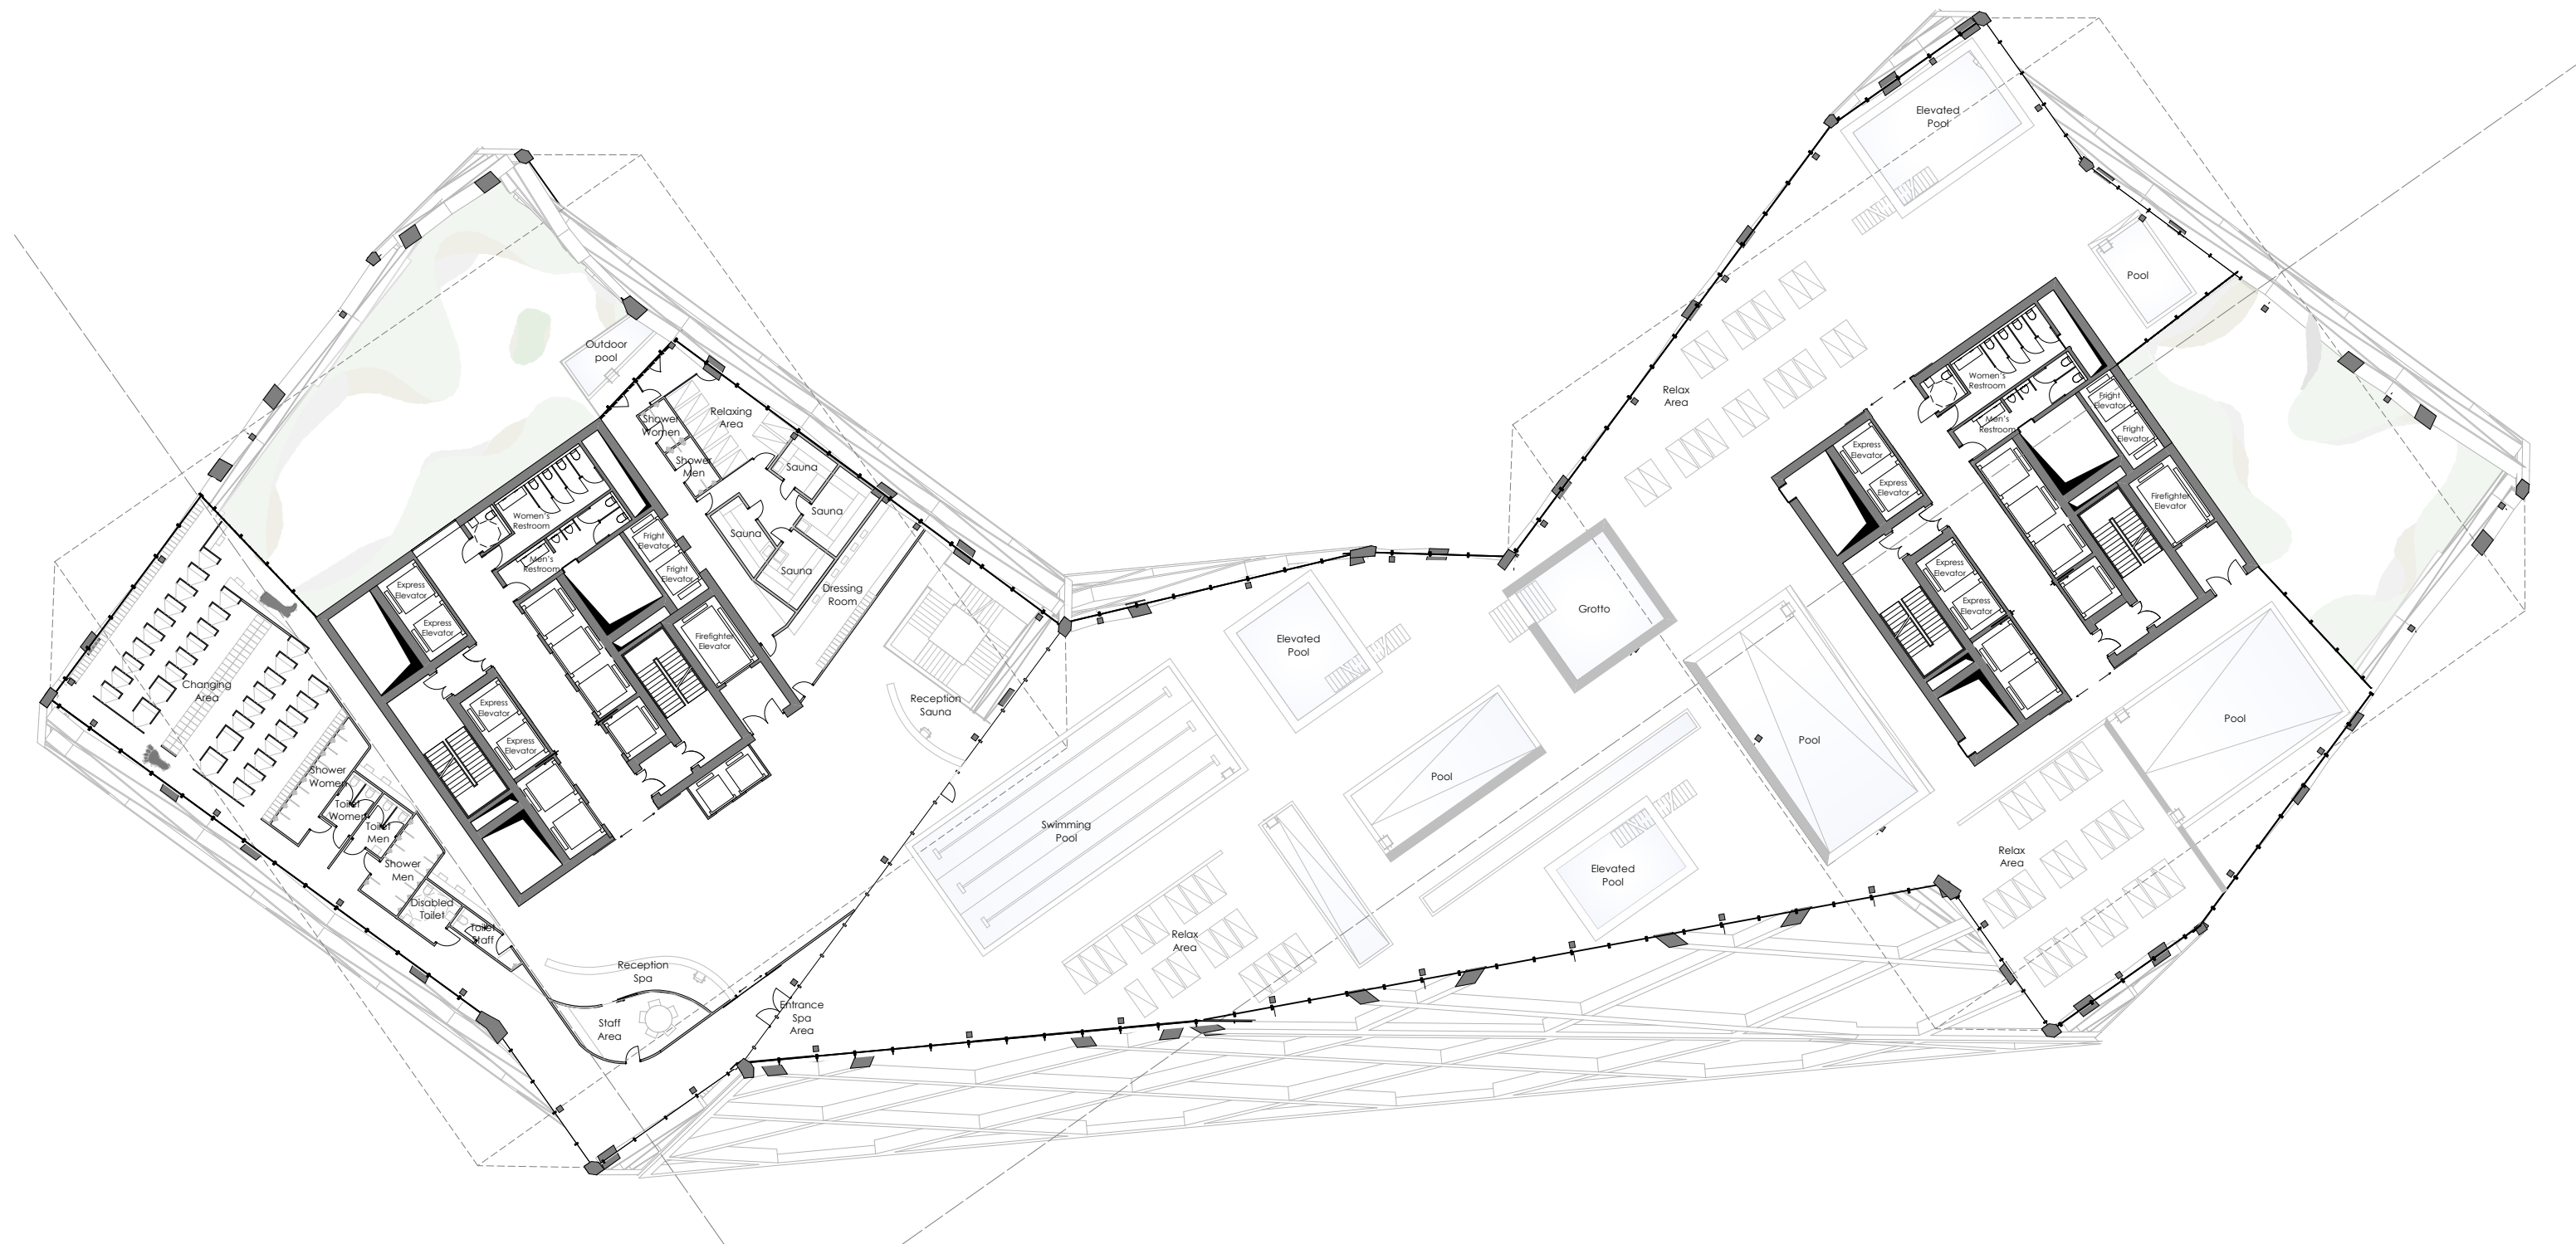 Elevated
Pool
Pool
Relax
Area
Women's
Restroom
Men's
Restroom
Fright
Elevator
Fright
Elevator
Express
Elevator
Express
Elevator
Firefighter
Elevator
Express
Elevator
Express
Elevator
Outdoor
pool
Relaxing
Area
Shower
Women
Shower
Men
Sauna
Sauna
Sauna
Sauna
Dressing
Room
Women's
Restroom
Men's
Restroom
Fright
Elevator
Fright
Elevator
Express
Elevator
Express
Elevator
Firefighter
Elevator
Express
Elevator
Express
Elevator
Changing
Area
Reception
Sauna
Grotto
Elevated
Pool
Pool
Pool
Pool
Swimming
Pool
Elevated
Pool
Relax
Area
Relax
Area
Shower
Women
Toilet
Women
Toilet
Men
Shower
Men
Disabled
Toilet
Toilet
Staff
Reception
Spa
Staff
Area
Entrance
Spa
Area